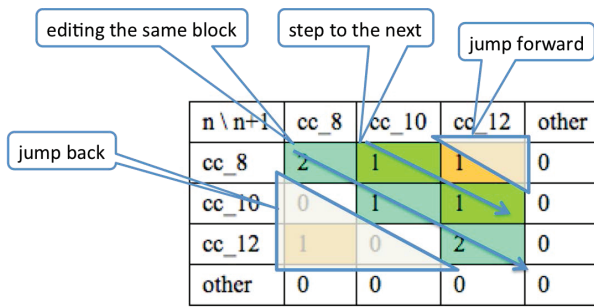 editing the same block
step to the next
jump forward
jump back
n \ n+1 cc_8 cc_10 cc_12 other
cc_8 2 1 1 0
cc_10 0 1 1 0
cc_12 1 0 2 0
other 0 0 0 0